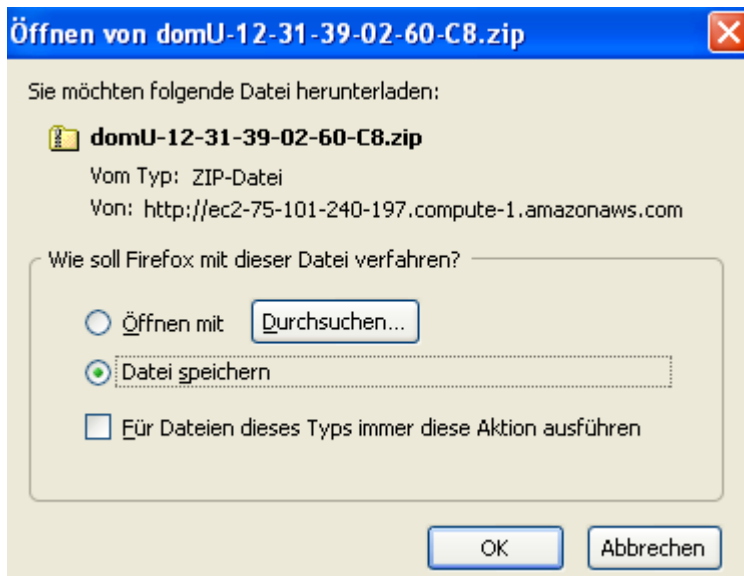 Öffnen von domU-12-31-39-02-60-C8.zip
Sie möchten folgende Datei herunterladen:
domU-12-31-39-02-60-C8.zip
Vom Typ: ZIP-Datei
Von: http://ec2-75-101-240-197.compute-1.amazonaws.com
Wie soll Firefox mit dieser Datei verfahren?
Öffnen mit Durchsuchen...
Datei speichern
Für Dateien dieses Typs immer diese Aktion ausführen
OK Abbrechen